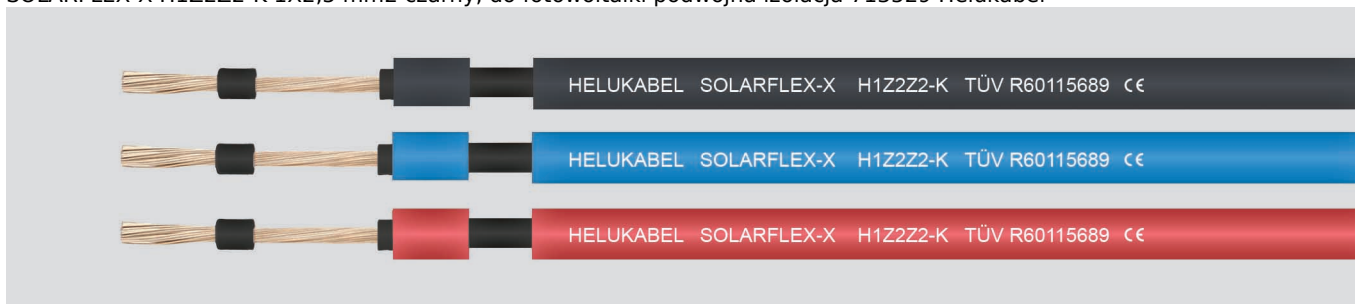 SOLARFLEX-X H1Z2Z2-K 1X2,5 mm2 czarny, do fotowoltaiki podwójna izolacja 713529 Helukabel
HELUKABEL SOLARFLEX-X H1Z2Z2-K TÜV R60115689 CE
HELUKABEL SOLARFLEX-X H1Z2Z2-K TÜV R60115689 CE
HELUKABEL SOLARFLEX-X H1Z2Z2-K TÜV R60115689 CE